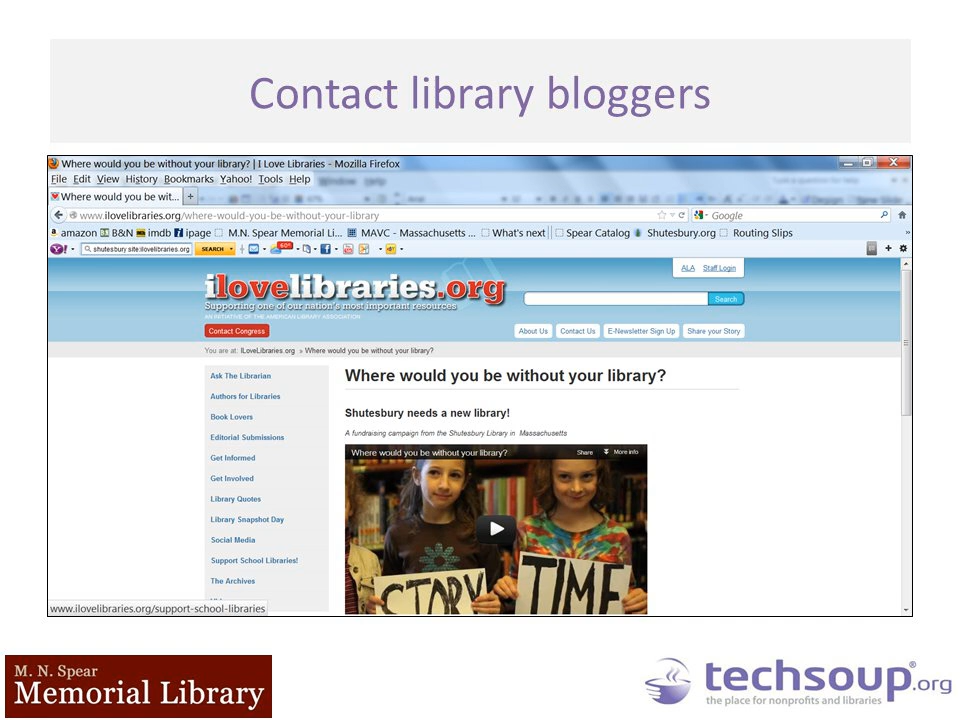 Contact library bloggers
Where would you be without your library? | I Love Libraries - Mozilla Firefox
File Edit View History Bookmarks Yahoo! Tools Help
Where would you be wit... +
www.ilovelibraries.org/where-would-you-be-without-your-library
Google
amazon B&N imdb ipage M.N. Spear Memorial Li... MAVC - Massachusetts ... What's next Spear Catalog Shutesbury.org Routing Slips »
Y! shutesbury site:ilovelibraries.org SEARCH 60°
ALA Staff Login
ilovelibraries.org
Supporting one of our nation's most important resources
AN INITIATIVE OF THE AMERICAN LIBRARY ASSOCIATION
Search
Contact Congress
About Us Contact Us E-Newsletter Sign Up Share your Story
You are at: ILoveLibraries.org » Where would you be without your library?
Ask The Librarian
Authors for Libraries
Book Lovers
Editorial Submissions
Get Informed
Get Involved
Library Quotes
Library Snapshot Day
Social Media
Support School Libraries!
The Archives
Where would you be without your library?
Shutesbury needs a new library!
A fundraising campaign from the Shutesbury Library in Massachusetts
Where would you be without your library? Share More info
STORY TIME
www.ilovelibraries.org/support-school-libraries
M. N. Spear
Memorial Library
techsoup®.org
the place for nonprofits and libraries